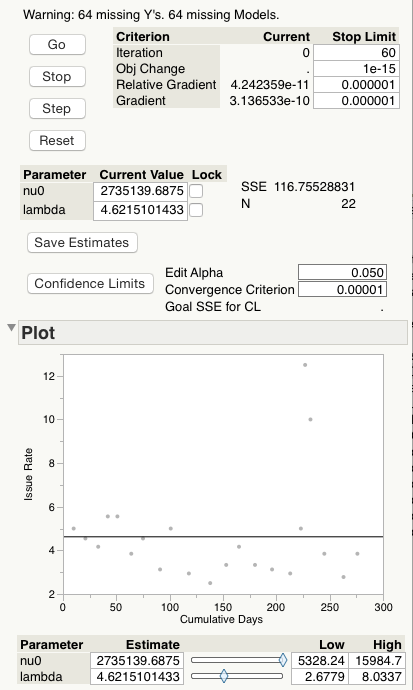 Warning: 64 missing Y's. 64 missing Models.
Go
Stop
Step
Reset
Criterion Current Stop Limit
Iteration 0 60
Obj Change . 1e-15
Relative Gradient 4.242359e-11 0.000001
Gradient 3.136533e-10 0.000001
Parameter Current Value Lock
nu0 2735139.6875
lambda 4.6215101433
SSE 116.75528831
N 22
Save Estimates
Confidence Limits
Edit Alpha 0.050
Convergence Criterion 0.00001
Goal SSE for CL .
Plot
12
10
8
6
4
2
Issue Rate
0 50 100 150 200 250 300
Cumulative Days
Parameter Estimate Low High
nu0 2735139.6875 5328.24 15984.7
lambda 4.6215101433 2.6779 8.0337